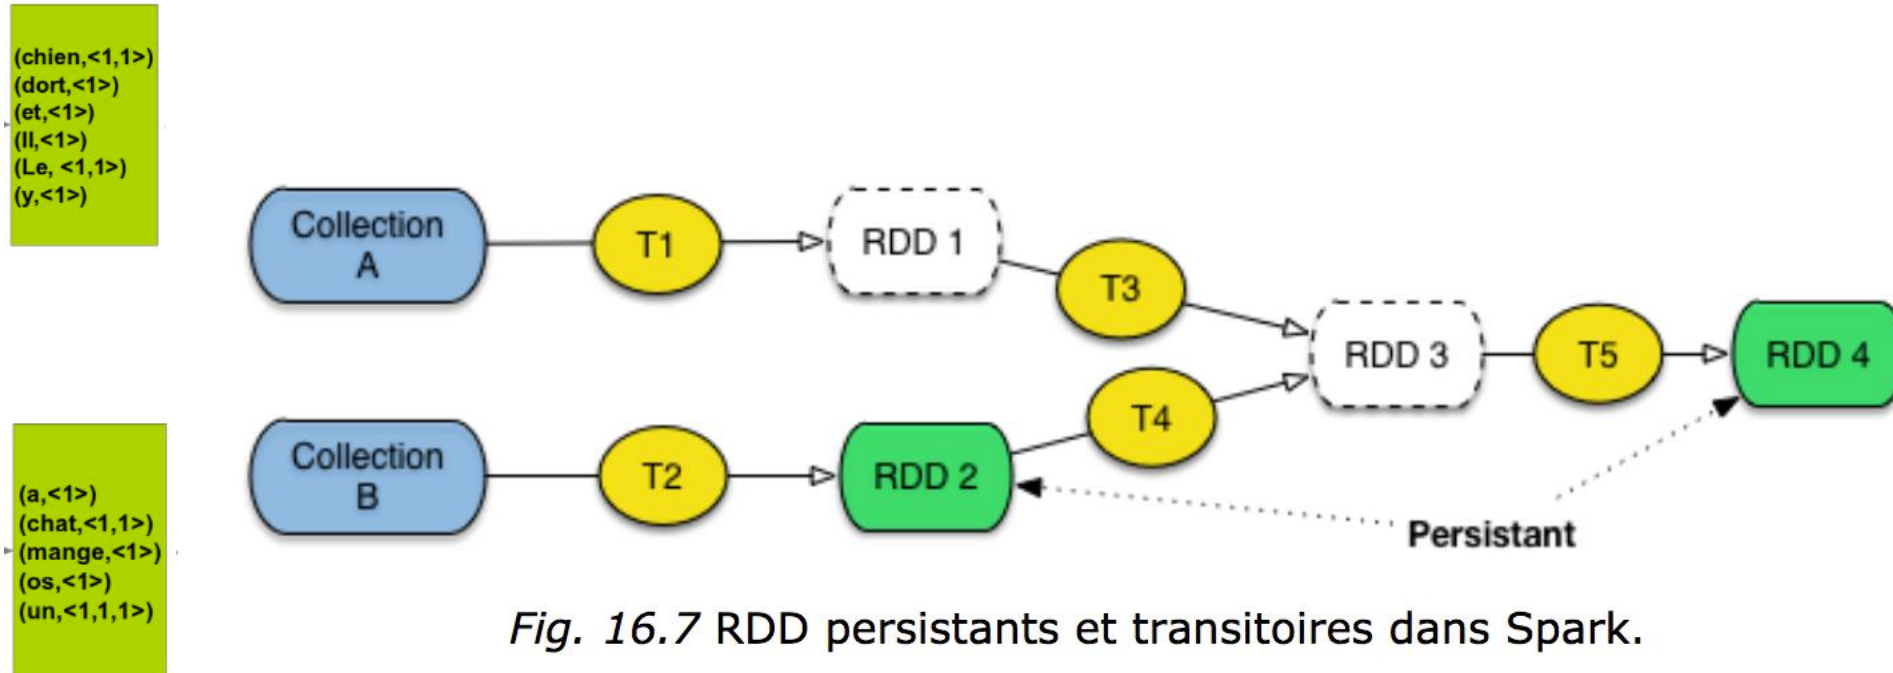 (chien,<1,1>)
(dort,<1>)
(et,<1>)
(Il,<1>)
(Le, <1,1>)
(y,<1>)
(a,<1>)
(chat,<1,1>)
(mange,<1>)
(os,<1>)
(un,<1,1,1>)
Collection
A
T1
RDD 1
T3
RDD 3
T5
RDD 4
Collection
B
T2
RDD 2
T4
Persistant
Fig. 16.7 RDD persistants et transitoires dans Spark.